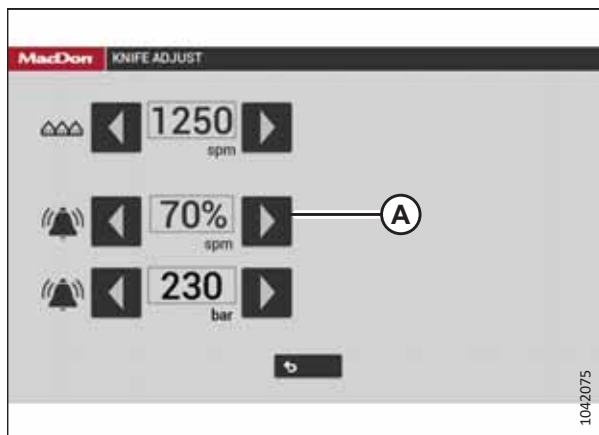 MacDon KNIFE ADJUST
1250
spm
70%
spm
A
230
bar
1042075